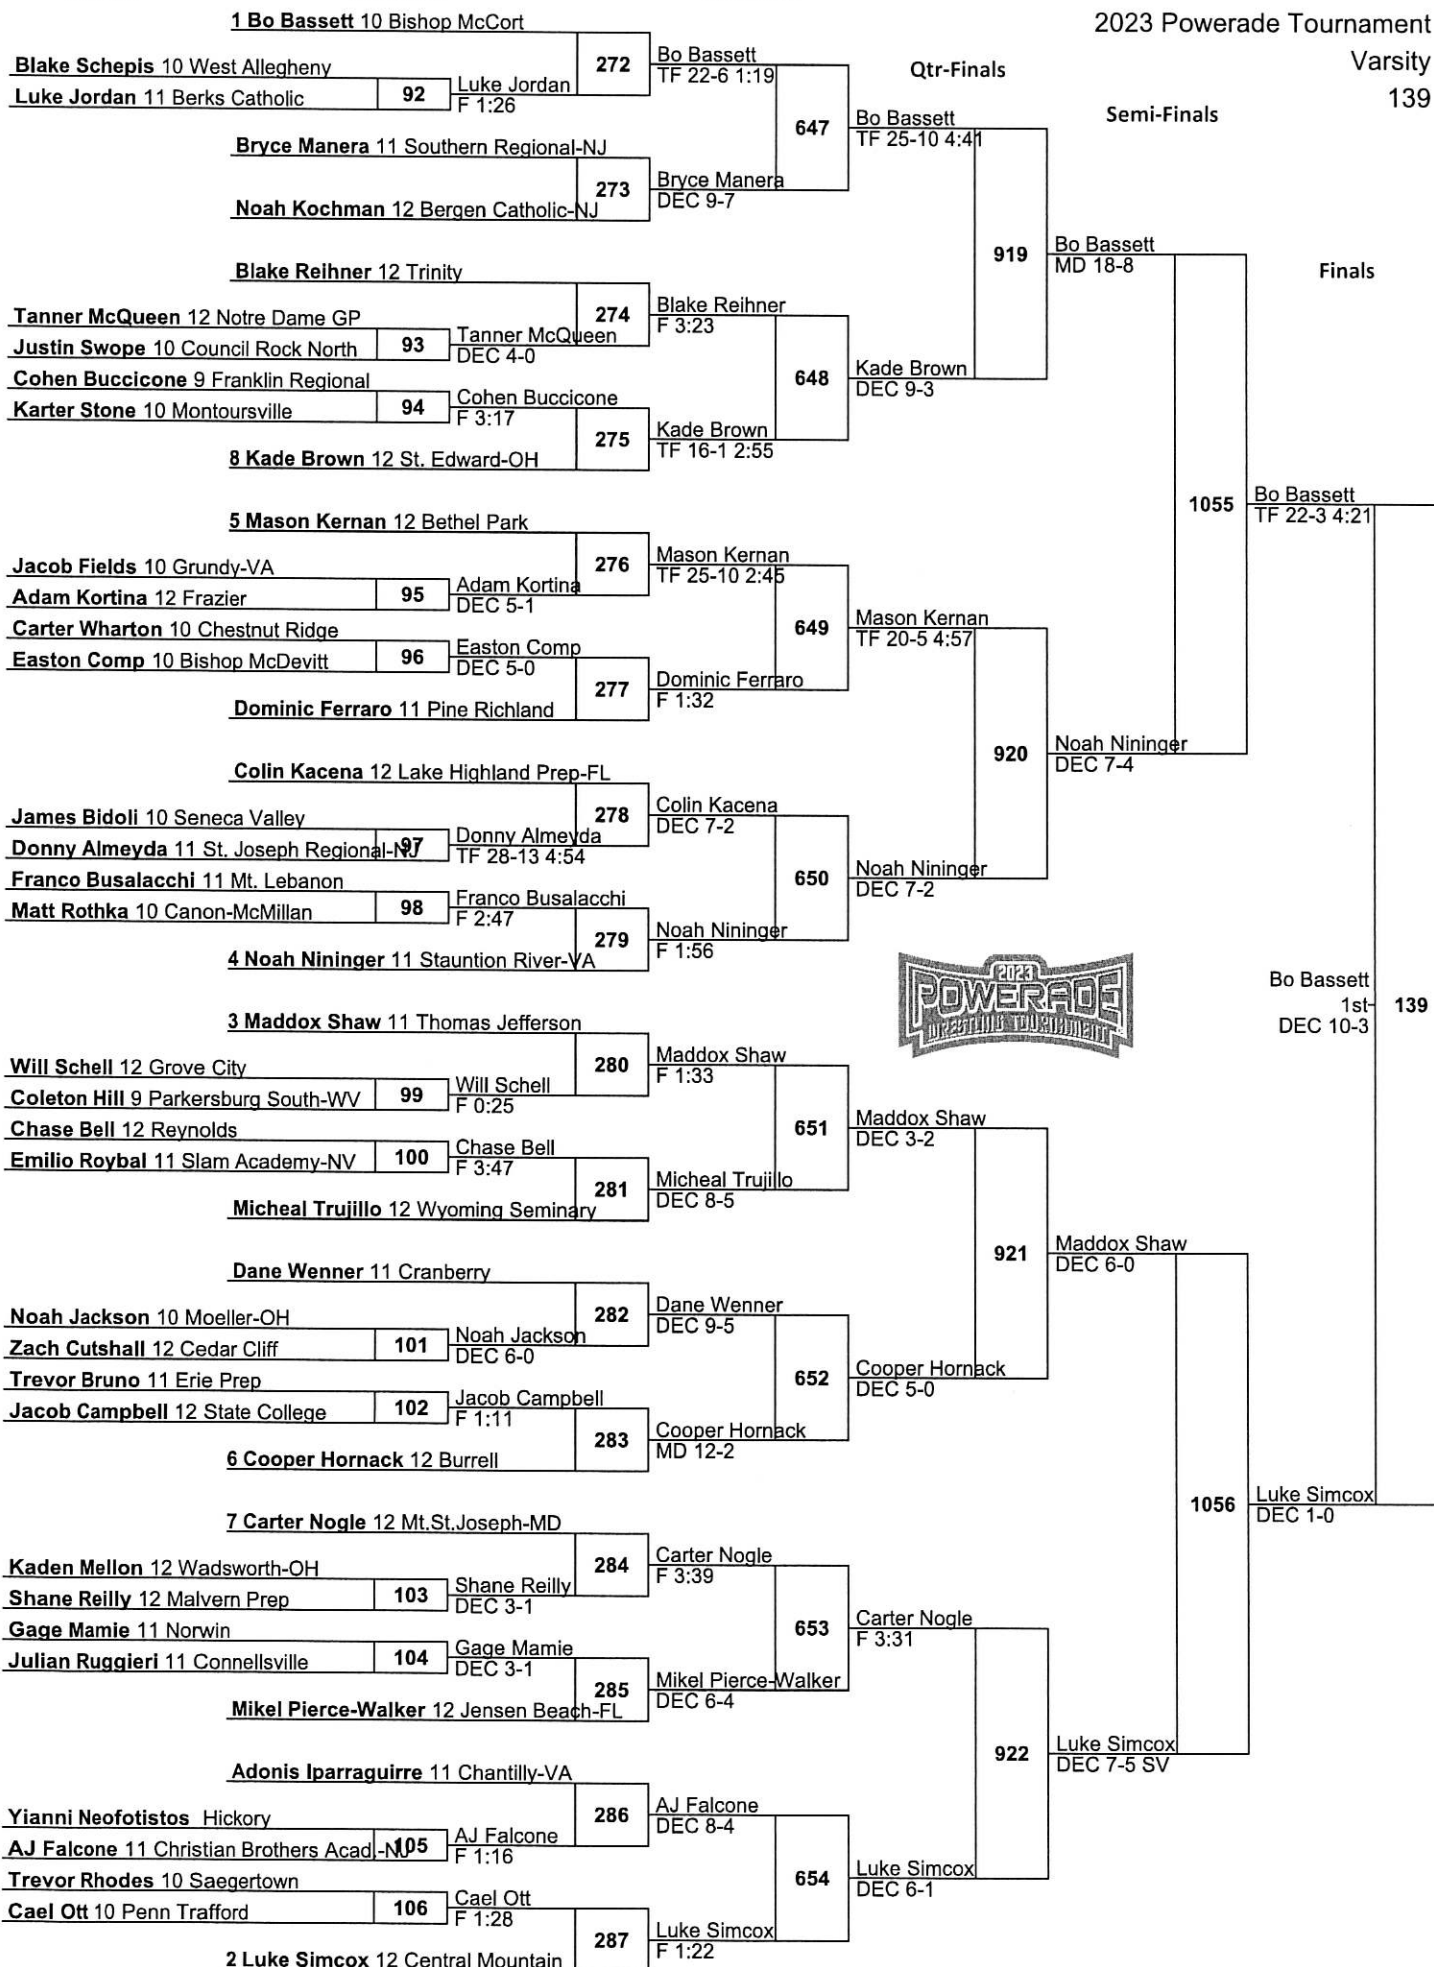 2023 Powerade Tournament
Varsity
139
Qtr-Finals
Semi-Finals
Finals
1 Bo Bassett 10 Bishop McCort
Blake Schepis 10 West Allegheny
Luke Jordan 11 Berks Catholic
92
Luke Jordan
F 1:26
272
Bo Bassett
TF 22-6 1:19
Bryce Manera 11 Southern Regional-NJ
Noah Kochman 12 Bergen Catholic-NJ
273
Bryce Manera
DEC 9-7
647
Bo Bassett
TF 25-10 4:41
Blake Reihner 12 Trinity
Tanner McQueen 12 Notre Dame GP
Justin Swope 10 Council Rock North
93
Tanner McQueen
DEC 4-0
274
Blake Reihner
F 3:23
Cohen Buccicone 9 Franklin Regional
Karter Stone 10 Montoursville
94
Cohen Buccicone
F 3:17
8 Kade Brown 12 St. Edward-OH
275
Kade Brown
TF 16-1 2:55
648
Kade Brown
DEC 9-3
919
Bo Bassett
MD 18-8
5 Mason Kernan 12 Bethel Park
Jacob Fields 10 Grundy-VA
Adam Kortina 12 Frazier
95
Adam Kortina
DEC 5-1
276
Mason Kernan
TF 25-10 2:45
Carter Wharton 10 Chestnut Ridge
Easton Comp 10 Bishop McDevitt
96
Easton Comp
DEC 5-0
Dominic Ferraro 11 Pine Richland
277
Dominic Ferraro
F 1:32
649
Mason Kernan
TF 20-5 4:57
Colin Kacena 12 Lake Highland Prep-FL
James Bidoli 10 Seneca Valley
Donny Almeyda 11 St. Joseph Regional-NJ
97
Donny Almeyda
TF 28-13 4:54
278
Colin Kacena
DEC 7-2
Franco Busalacchi 11 Mt. Lebanon
Matt Rothka 10 Canon-McMillan
98
Franco Busalacchi
F 2:47
4 Noah Nininger 11 Stauntion River-VA
279
Noah Nininger
F 1:56
650
Noah Nininger
DEC 7-2
920
Noah Nininger
DEC 7-4
1055
Bo Bassett
TF 22-3 4:21
2023
POWERADE
WRESTLING TOURNAMENT
Bo Bassett
1st
DEC 10-3
139
3 Maddox Shaw 11 Thomas Jefferson
Will Schell 12 Grove City
Coleton Hill 9 Parkersburg South-WV
99
Will Schell
F 0:25
280
Maddox Shaw
F 1:33
Chase Bell 12 Reynolds
Emilio Roybal 11 Slam Academy-NV
100
Chase Bell
F 3:47
Micheal Trujillo 12 Wyoming Seminary
281
Micheal Trujillo
DEC 8-5
651
Maddox Shaw
DEC 3-2
Dane Wenner 11 Cranberry
Noah Jackson 10 Moeller-OH
Zach Cutshall 12 Cedar Cliff
101
Noah Jackson
DEC 6-0
282
Dane Wenner
DEC 9-5
Trevor Bruno 11 Erie Prep
Jacob Campbell 12 State College
102
Jacob Campbell
F 1:11
6 Cooper Hornack 12 Burrell
283
Cooper Hornack
MD 12-2
652
Cooper Hornack
DEC 5-0
921
Maddox Shaw
DEC 6-0
7 Carter Nogle 12 Mt.St.Joseph-MD
Kaden Mellon 12 Wadsworth-OH
Shane Reilly 12 Malvern Prep
103
Shane Reilly
DEC 3-1
284
Carter Nogle
F 3:39
Gage Mamie 11 Norwin
Julian Ruggieri 11 Connellsville
104
Gage Mamie
DEC 3-1
Mikel Pierce-Walker 12 Jensen Beach-FL
285
Mikel Pierce-Walker
DEC 6-4
653
Carter Nogle
F 3:31
Adonis Iparraguirre 11 Chantilly-VA
Yianni Neofotistos Hickory
AJ Falcone 11 Christian Brothers Acad.-NJ
105
AJ Falcone
F 1:16
286
AJ Falcone
DEC 8-4
Trevor Rhodes 10 Saegertown
Cael Ott 10 Penn Trafford
106
Cael Ott
F 1:28
2 Luke Simcox 12 Central Mountain
287
Luke Simcox
F 1:22
654
Luke Simcox
DEC 6-1
922
Luke Simcox
DEC 7-5 SV
1056
Luke Simcox
DEC 1-0